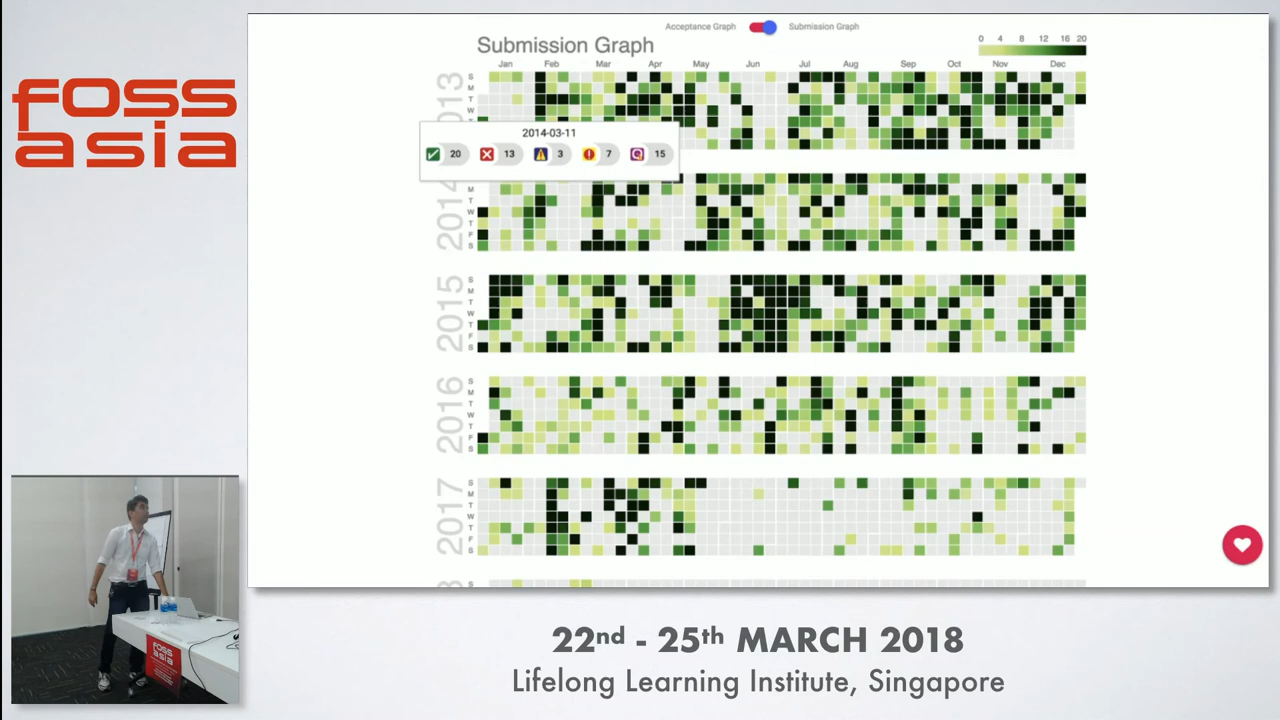 foss
asia
Acceptance Graph
Submission Graph
Submission Graph
0 4 8 12 16 20
Jan Feb Mar Apr May Jun Jul Aug Sep Oct Nov Dec
S
M
T
W
T
2014-03-11
20 13 3 7 15
2014
M
T
W
T
F
S
2015
S
M
T
W
T
F
S
2016
S
M
T
W
T
F
S
2017
S
M
T
W
T
F
S
S
foss
asia
22nd - 25th MARCH 2018
Lifelong Learning Institute, Singapore